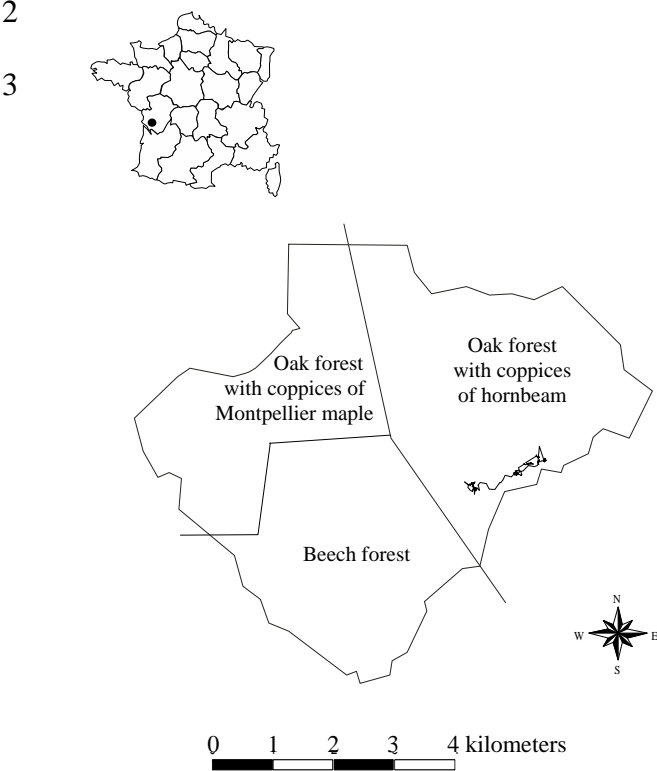 2
3
Oak forest
with coppices of
Montpellier maple
Oak forest
with coppices
of hornbeam
Beech forest
N
W E
S
0 1 2 3 4 kilometers